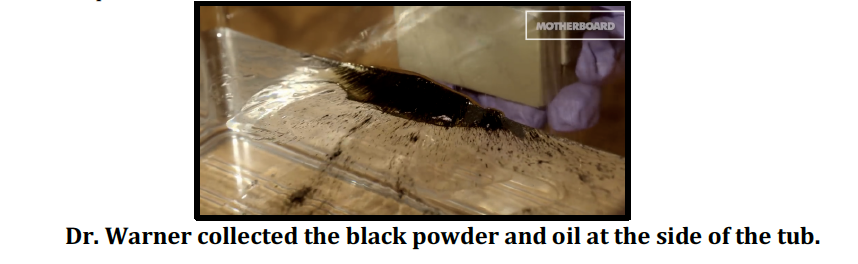 MOTHERBOARD
Dr. Warner collected the black powder and oil at the side of the tub.